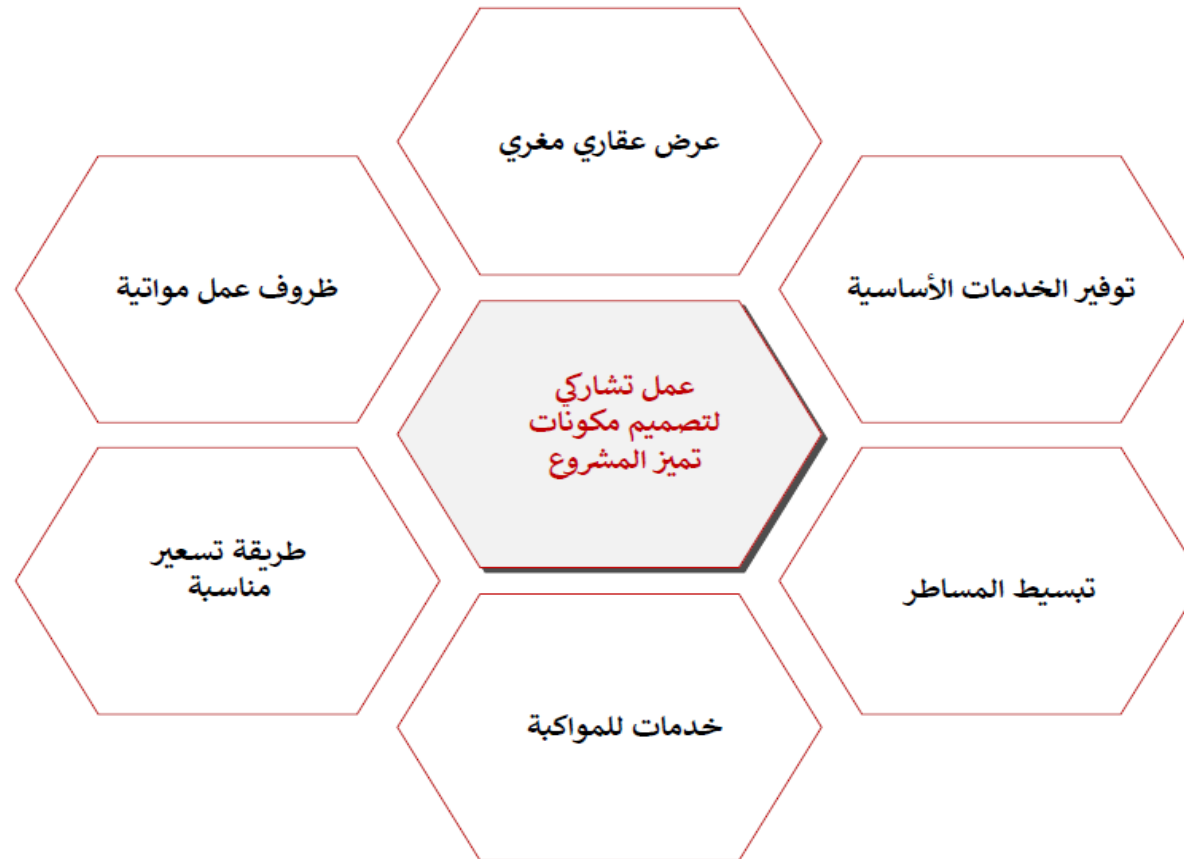 عرض عقاري مغري
توفير الخدمات الأساسية
ظروف عمل مواتية
عمل تشاركي
لتصميم مكونات
تميز المشروع
تبسيط المساطر
طريقة تسعير
مناسبة
خدمات للمواكبة